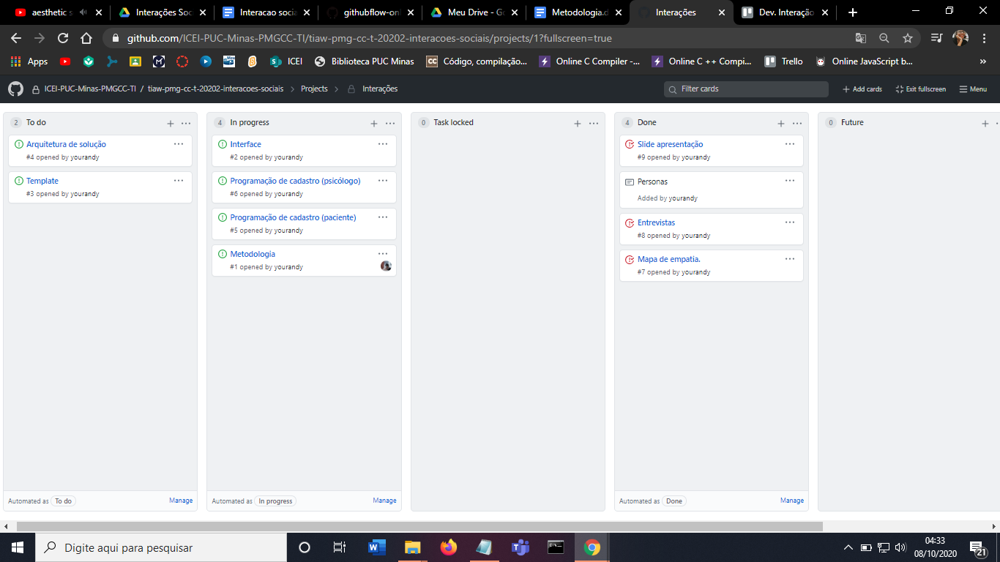 aesthetic s
Interações Soc
Interacao socia
githubflow-onl
Meu Drive - Go
Metodologia.d
Interações
Dev. Interação
github.com/ICEI-PUC-Minas-PMGCC-TI/tiaw-pmg-cc-t-20202-interacoes-sociais/projects/1?fullscreen=true
Apps
ICEI
Biblioteca PUC Minas
CC
Código, compilação...
Online C Compiler -...
Online C ++ Compi...
Trello
Online JavaScript b...
»
ICEI-PUC-Minas-PMGCC-TI / tiaw-pmg-cc-t-20202-interacoes-sociais
Projects
Interações
Filter cards
+ Add cards
Exit fullscreen
Menu
2 To do
Arquitetura de solução
#4 opened by yourandy
Template
#3 opened by yourandy
Automated as To do
Manage
4 In progress
Interface
#2 opened by yourandy
Programação de cadastro (psicólogo)
#6 opened by yourandy
Programação de cadastro (paciente)
#5 opened by yourandy
Metodologia
#1 opened by yourandy
Automated as In progress
Manage
0 Task locked
4 Done
Slide apresentação
#9 opened by yourandy
Personas
Added by yourandy
Entrevistas
#8 opened by yourandy
Mapa de empatia.
#7 opened by yourandy
Automated as Done
Manage
0 Future
Digite aqui para pesquisar
04:33
08/10/2020
21